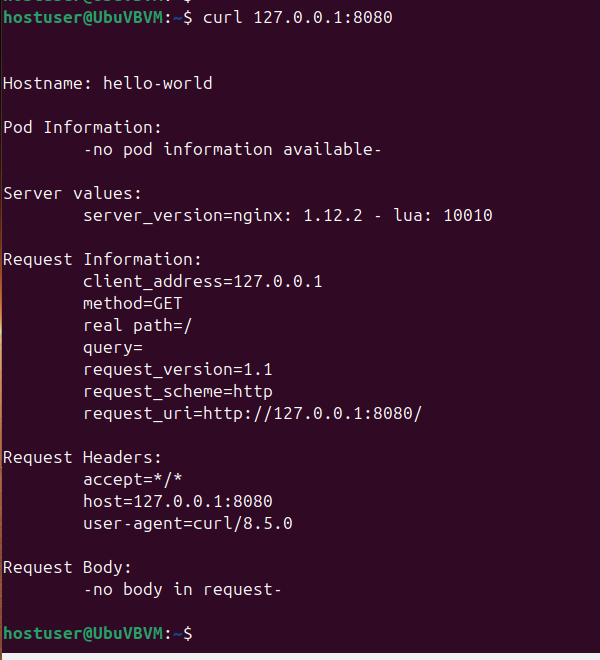 hostuser@UbuVBVM:~$ curl 127.0.0.1:8080
Hostname: hello-world
Pod Information:
-no pod information available-
Server values:
server_version=nginx: 1.12.2 - lua: 10010
Request Information:
client_address=127.0.0.1
method=GET
real path=/
query=
request_version=1.1
request_scheme=http
request_uri=http://127.0.0.1:8080/
Request Headers:
accept=*/*
host=127.0.0.1:8080
user-agent=curl/8.5.0
Request Body:
-no body in request-
hostuser@UbuVBVM:~$